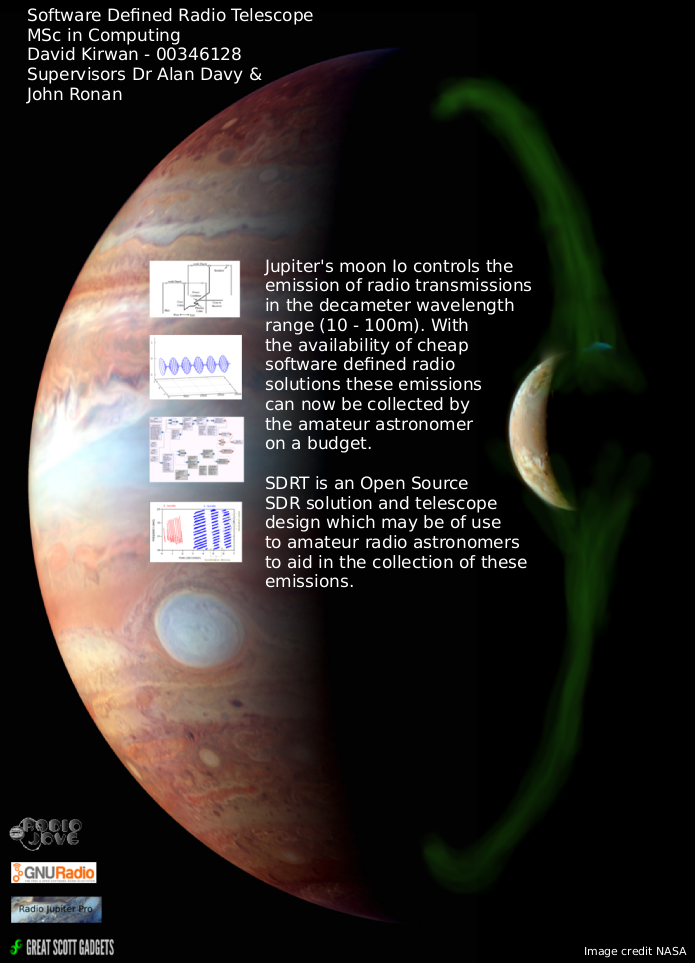 Software Defined Radio Telescope
MSc in Computing
David Kirwan - 00346128
Supervisors Dr Alan Davy &
John Ronan
Jupiter's moon Io controls the
emission of radio transmissions
in the decameter wavelength
range (10 - 100m). With
the availability of cheap
software defined radio
solutions these emissions
can now be collected by
the amateur astronomer
on a budget.
SDRT is an Open Source
SDR solution and telescope
design which may be of use
to amateur radio astronomers
to aid in the collection of these
emissions.
RADIO
JOVE
GNURadio
Radio Jupiter Pro
GREAT SCOTT GADGETS
Image credit NASA